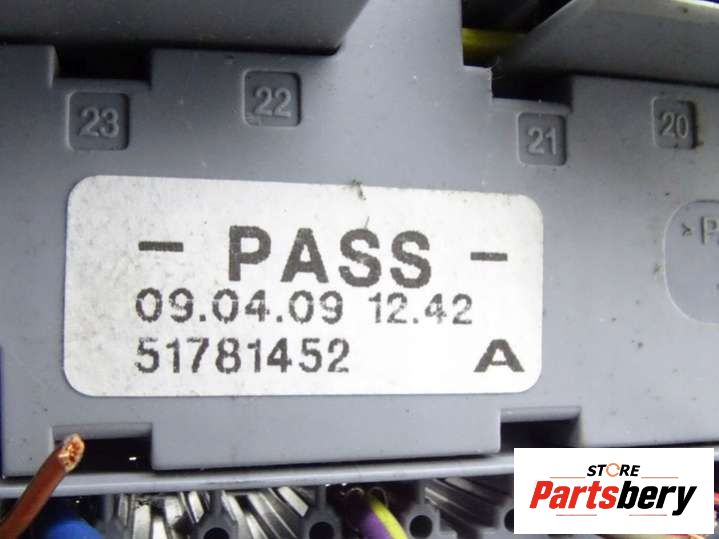 23
22
21
20
- PASS -
09.04.09 12.42
51781452 A
>P
STORE
Partsbery